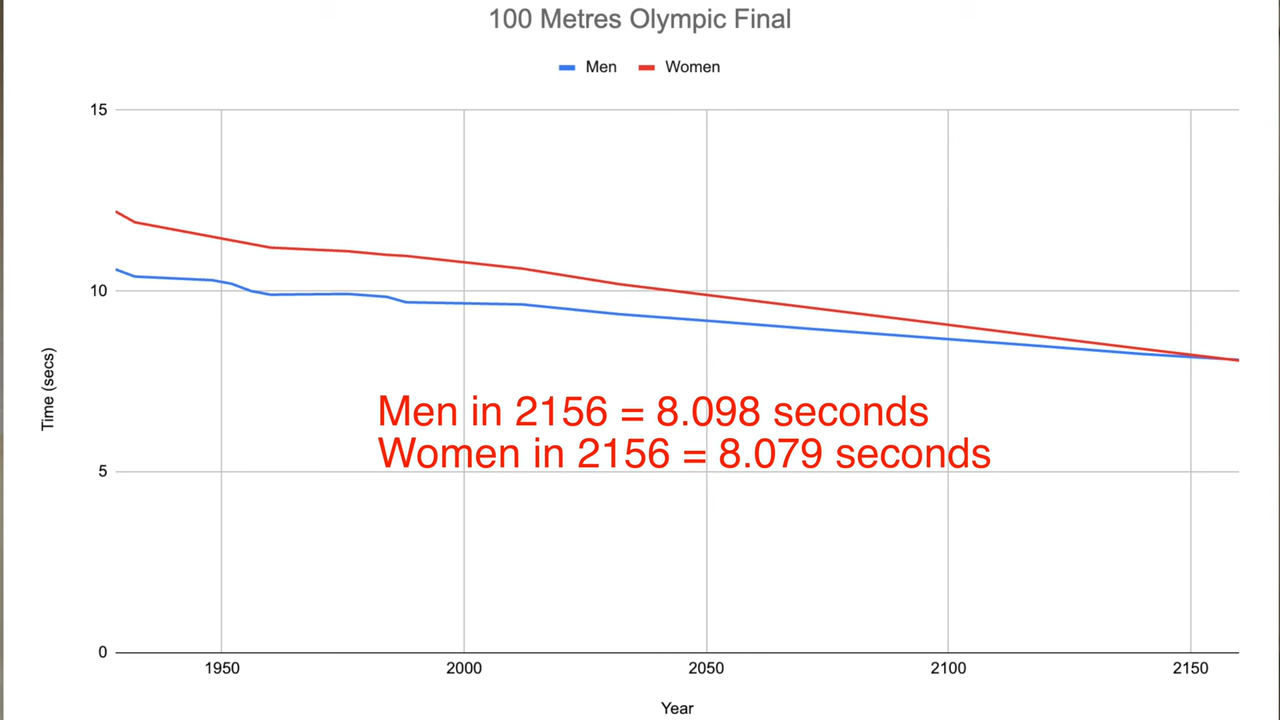 100 Metres Olympic Final
Men Women
15
10
5
0
Time (secs)
Men in 2156 = 8.098 seconds
Women in 2156 = 8.079 seconds
1950 2000 2050 2100 2150
Year